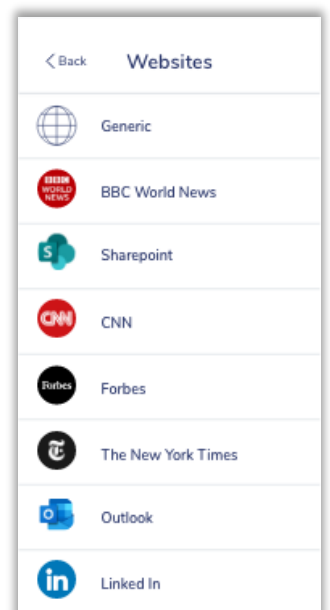 Back
Websites
Generic
BBC
WORLD
NEWS
BBC World News
S
Sharepoint
CNN
CNN
Forbes
Forbes
T
The New York Times
O
Outlook
in
Linked In